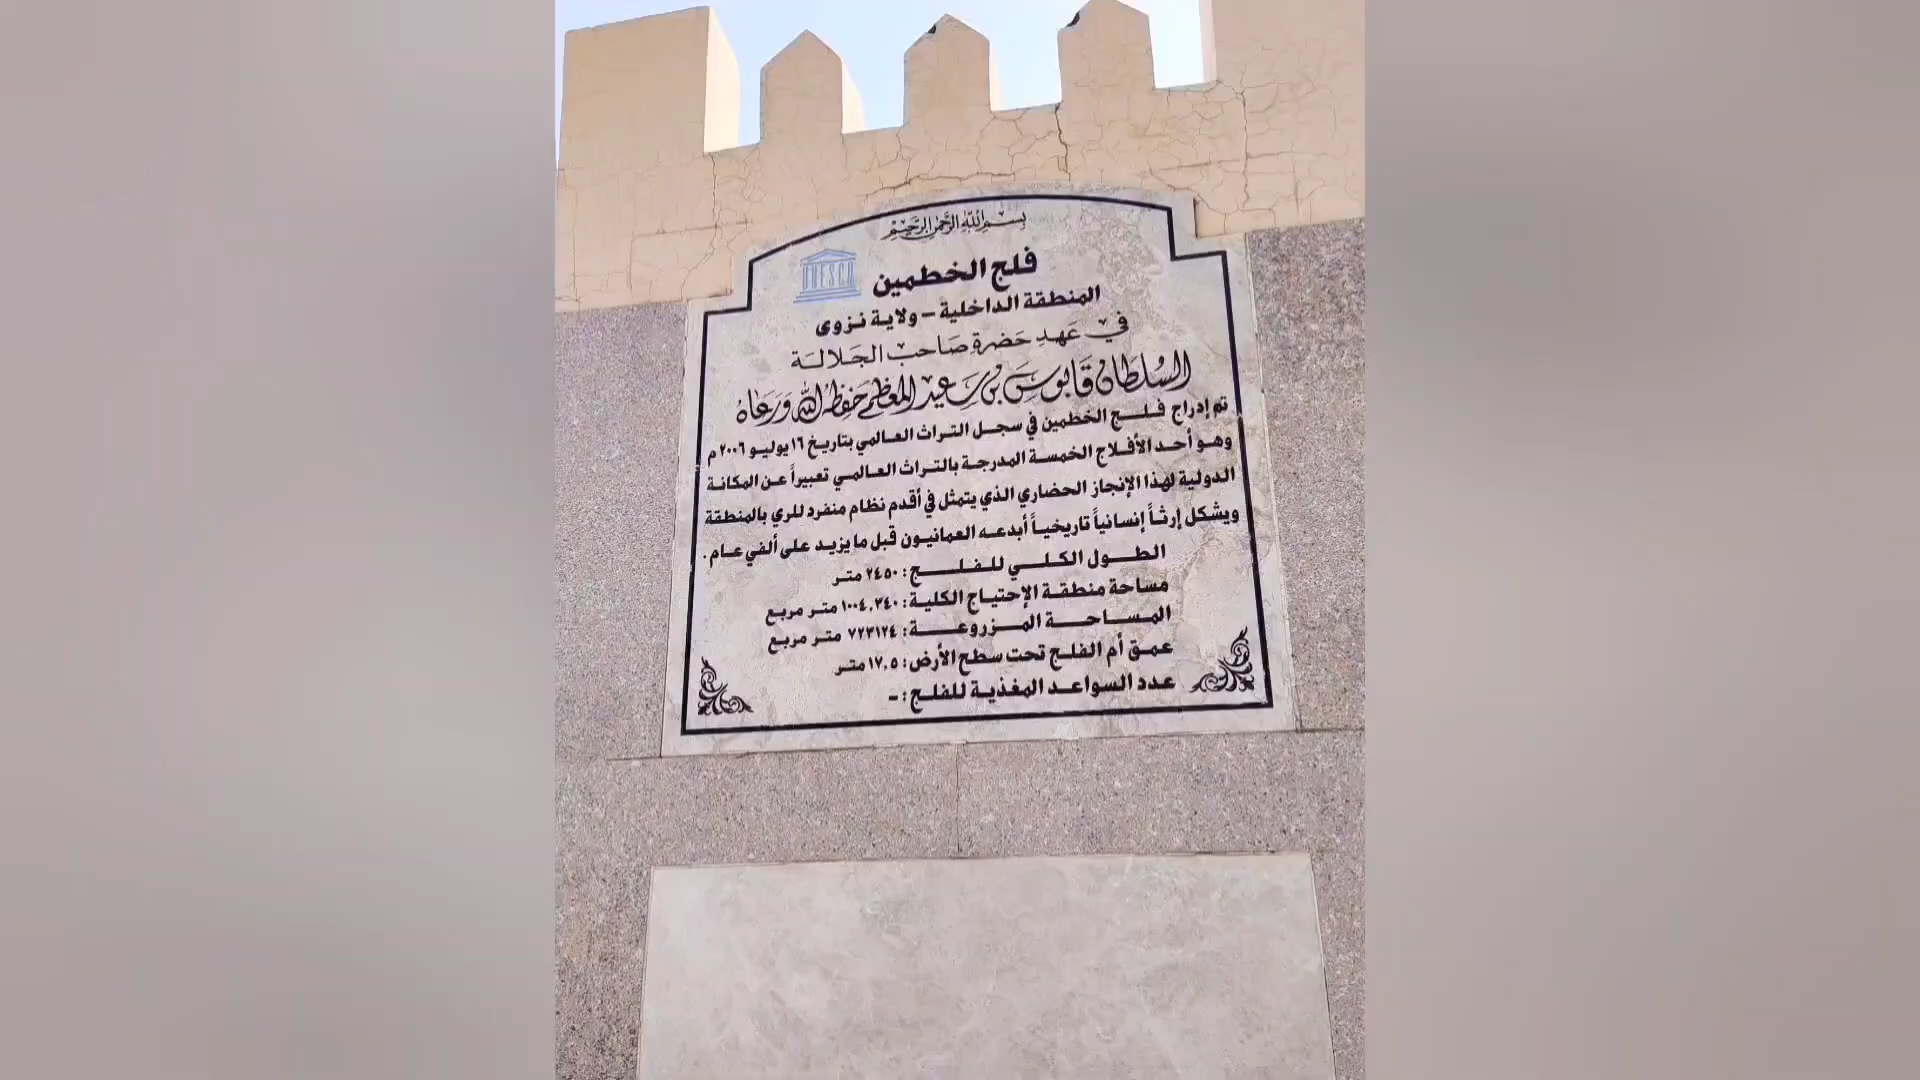 بسم الله الرحمن الرحيم
UNESCO
فلج الخطمين
المنطقة الداخلية - ولاية نزوى
في عهد حضرة صاحب الجلالة
السلطان قابوس بن سعيد المعظم حفظه الله ورعاه
تم إدراج فلج الخطمين في سجل التراث العالمي بتاريخ ١٦ يوليو ٢٠٠٦ م
وهو أحد الأفلاج الخمسة المدرجة بالتراث العالمي تعبيراً عن المكانة
الدولية لهذا الإنجاز الحضاري الذي يتمثل في أقدم نظام منفرد للري بالمنطقة
ويشكل إرثاً إنسانياً تاريخياً أبدعه العمانيون قبل ما يزيد على ألفي عام .
الطول الكلي للفلج : ٢٤٥٠ متر
مساحة منطقة الإحتياج الكلية : ١٠٠٤,٣٤٠ متر مربع
المساحة المزروعة : ٧٢٣١٢٤ متر مربع
عمق أم الفلج تحت سطح الأرض : ١٧,٥ متر
عدد السواعد المغذية للفلج : -